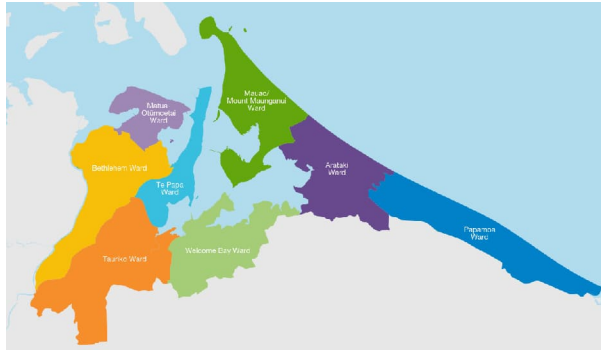 Mauao/
Mount Maunganui
Ward
Matua
Otūmoetai
Ward
Bethlehem Ward
Te Papa
Ward
Arataki
Ward
Tauriko Ward
Welcome Bay Ward
Papamoa
Ward